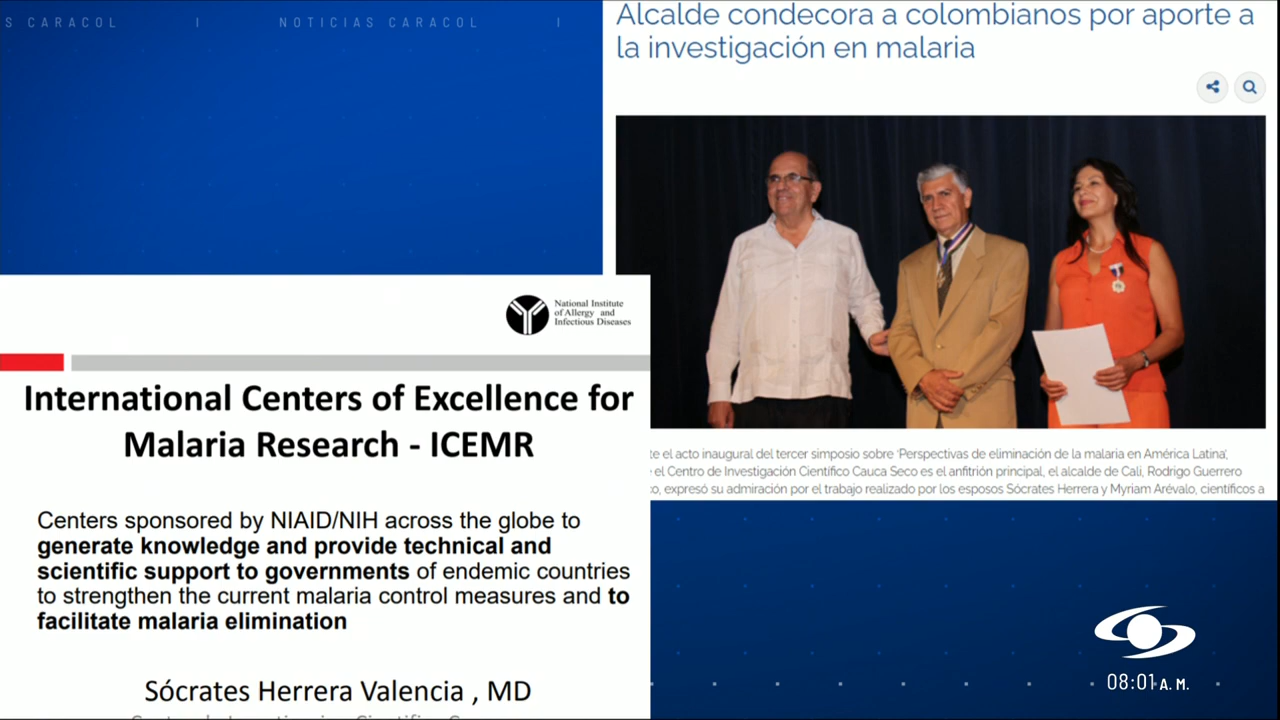 S CARACOL
NOTICIAS CARACOL
Alcalde condecora a colombianos por aporte a
la investigación en malaria
National Institute
of Allergy and
Infectious Diseases
International Centers of Excellence for
Malaria Research - ICEMR
Centers sponsored by NIAID/NIH across the globe to
generate knowledge and provide technical and
scientific support to governments of endemic countries
to strengthen the current malaria control measures and to
facilitate malaria elimination
Sócrates Herrera Valencia , MD
el acto inaugural del tercer simposio sobre 'Perspectivas de eliminación de la malaria en América Latina',
el Centro de Investigación Científico Cauca Seco es el anfitrión principal, el alcalde de Cali, Rodrigo Guerrero
expresó su admiración por el trabajo realizado por los esposos Sócrates Herrera y Myriam Arévalo, científicos a
08:01 A. M.